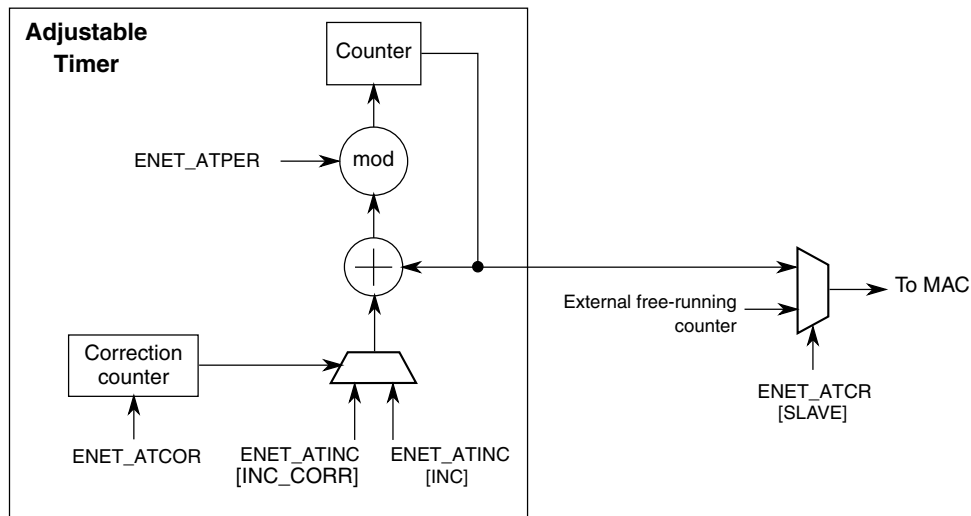 Adjustable
Timer
Counter
ENET_ATPER
mod
External free-running
counter
To MAC
Correction
counter
ENET_ATCR
[SLAVE]
ENET_ATCOR
ENET_ATINC
[INC_CORR]
ENET_ATINC
[INC]